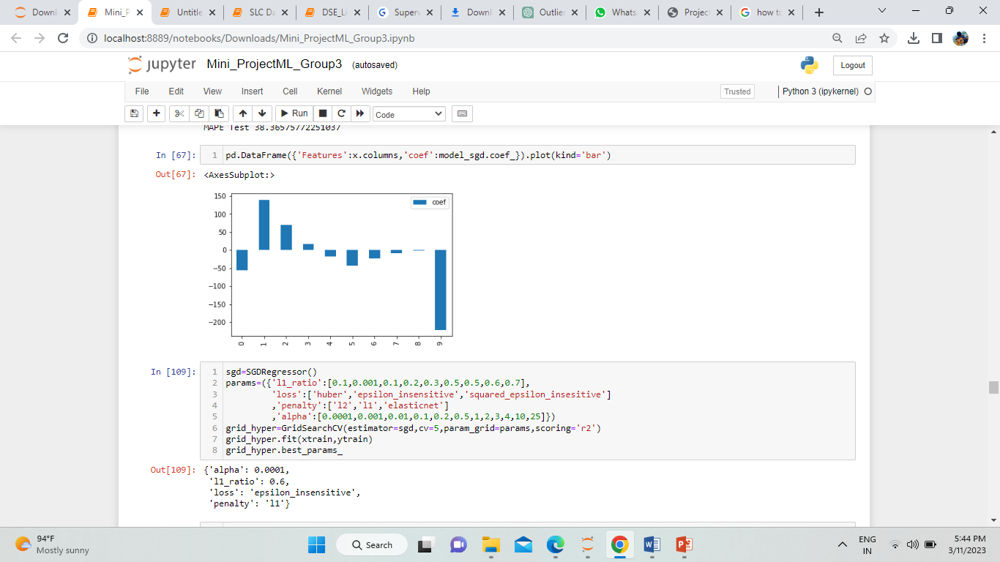 Downl
Mini_P
Untitle
SLC Da
DSE_Li
Superv
Downl
Outlier
Whats
Project
how to
localhost:8889/notebooks/Downloads/Mini_ProjectML_Group3.ipynb
jupyter Mini_ProjectML_Group3 (autosaved)
Logout
File Edit View Insert Cell Kernel Widgets Help
Trusted
Python 3 (ipykernel)
Run
Code
MAPE Test 38.36575772251037
In [67]: 1 pd.DataFrame({'Features':x.columns,'coef':model_sgd.coef_}).plot(kind='bar')
Out[67]: <AxesSubplot:>
coef
150
100
50
0
−50
−100
−150
−200
0 1 2 3 4 5 6 7 8 9
In [109]: 1 sgd=SGDRegressor()
2 params=({'l1_ratio':[0.1,0.001,0.1,0.2,0.3,0.5,0.5,0.6,0.7],
3 'loss':['huber','epsilon_insensitive','squared_epsilon_insesitive']
4 ,'penalty':['l2','l1','elasticnet']
5 ,'alpha':[0.0001,0.001,0.01,0.1,0.2,0.5,1,2,3,4,10,25]})
6 grid_hyper=GridSearchCV(estimator=sgd,cv=5,param_grid=params,scoring='r2')
7 grid_hyper.fit(xtrain,ytrain)
8 grid_hyper.best_params_
Out[109]: {'alpha': 0.0001,
'l1_ratio': 0.6,
'loss': 'epsilon_insensitive',
'penalty': 'l1'}
94°F
Mostly sunny
Search
ENG
IN
5:44 PM
3/11/2023